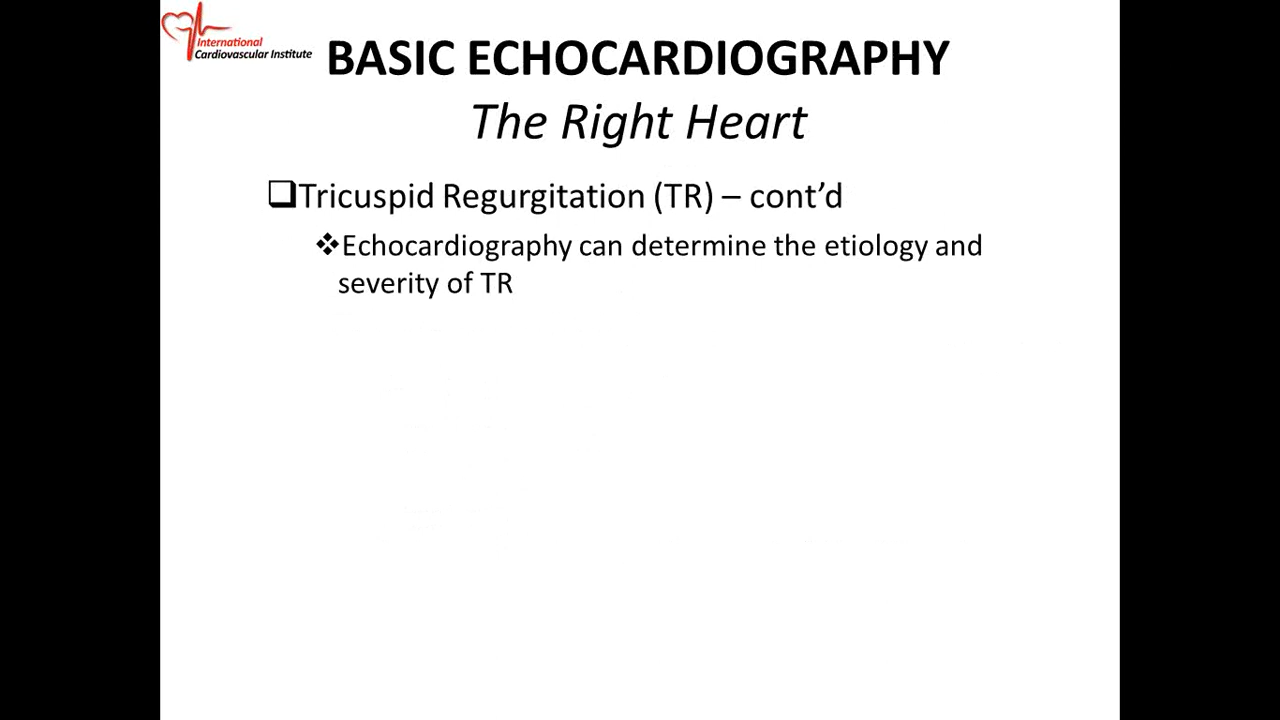 International
Cardiovascular Institute
BASIC ECHOCARDIOGRAPHY
The Right Heart
❑Tricuspid Regurgitation (TR) – cont’d
❖Echocardiography can determine the etiology and
severity of TR